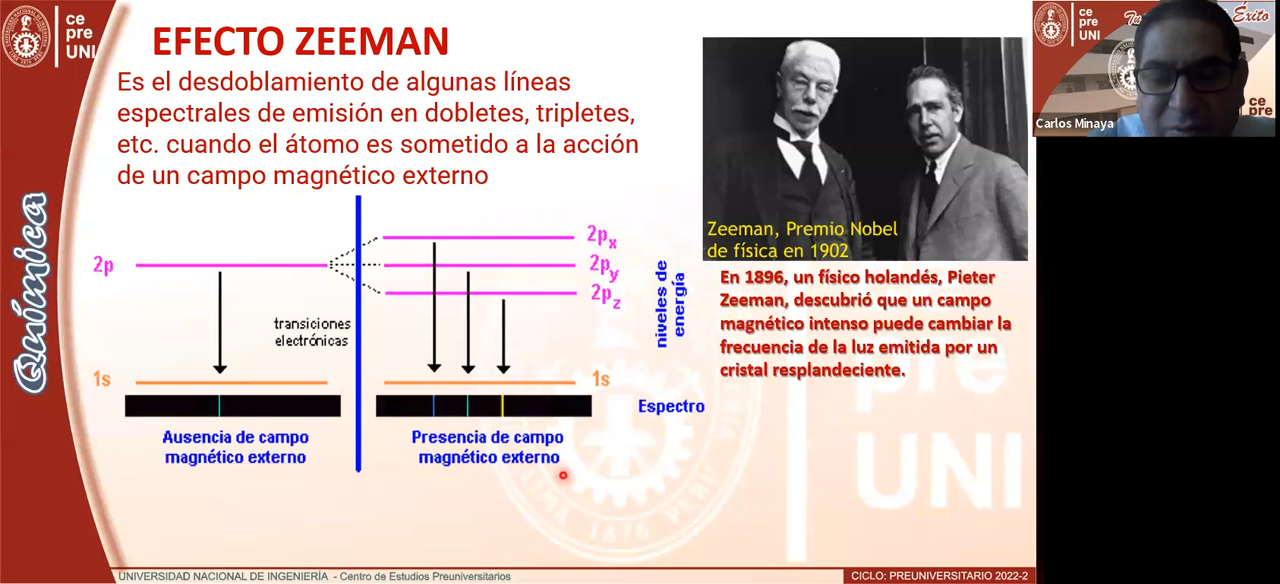 ce
pre
UNI
EFECTO ZEEMAN
Es el desdoblamiento de algunas líneas
espectrales de emisión en dobletes, tripletes,
etc. cuando el átomo es sometido a la acción
de un campo magnético externo
Química
2p
2px
2py
2pz
transiciones
electrónicas
niveles de
energía
1s
1s
Espectro
Ausencia de campo
magnético externo
Presencia de campo
magnético externo
Zeeman, Premio Nobel
de física en 1902
En 1896, un físico holandés, Pieter
Zeeman, descubrió que un campo
magnético intenso puede cambiar la
frecuencia de la luz emitida por un
cristal resplandeciente.
pre
UNI
1876
UNIVERSIDAD NACIONAL DE INGENIERÍA - Centro de Estudios Preuniversitarios
CICLO: PREUNIVERSITARIO 2022-2
ce
pre
UNI
Éxito
ce
pre
Carlos Minaya